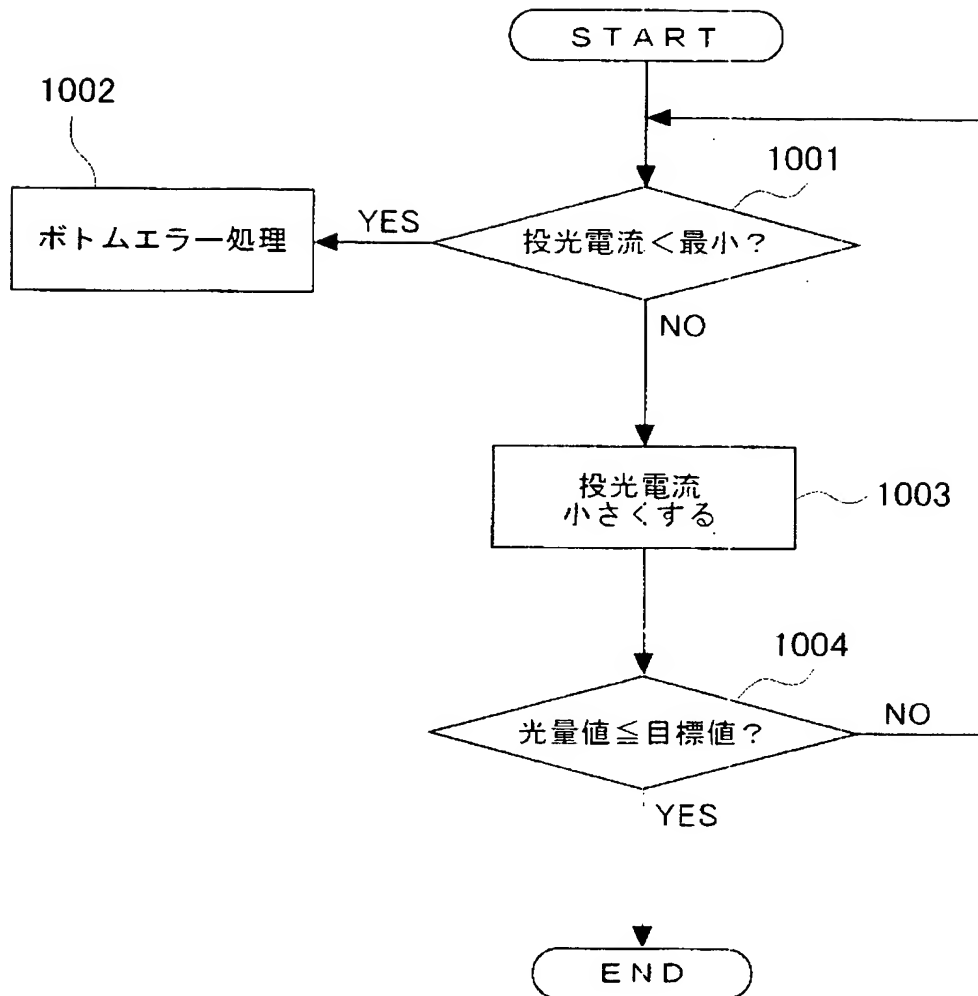 START
1002
1001
ボトムエラー処理
YES
投光電流<最小?
NO
投光電流
小さくする
1003
1004
光量値≦目標値?
NO
YES
END